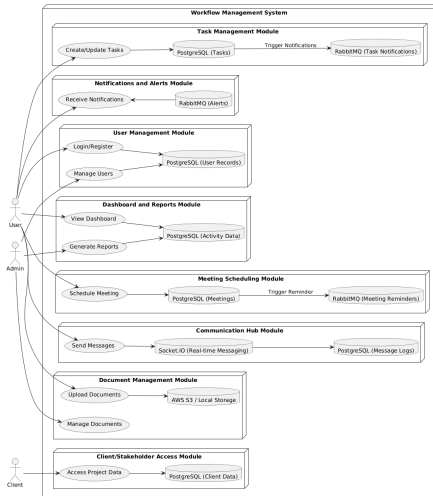 Workflow Management System
Task Management Module
Create/Update Tasks
PostgreSQL (Tasks)
Trigger Notifications
RabbitMQ (Task Notifications)
Notifications and Alerts Module
Receive Notifications
RabbitMQ (Alerts)
User Management Module
Login/Register
PostgreSQL (User Records)
Manage Users
Dashboard and Reports Module
View Dashboard
PostgreSQL (Activity Data)
Generate Reports
User
Admin
Meeting Scheduling Module
Schedule Meeting
PostgreSQL (Meetings)
Trigger Reminder
RabbitMQ (Meeting Reminders)
Communication Hub Module
Send Messages
Socket.IO (Real-time Messaging)
PostgreSQL (Message Logs)
Document Management Module
Upload Documents
AWS S3 / Local Storage
Manage Documents
Client/Stakeholder Access Module
Access Project Data
PostgreSQL (Client Data)
Client